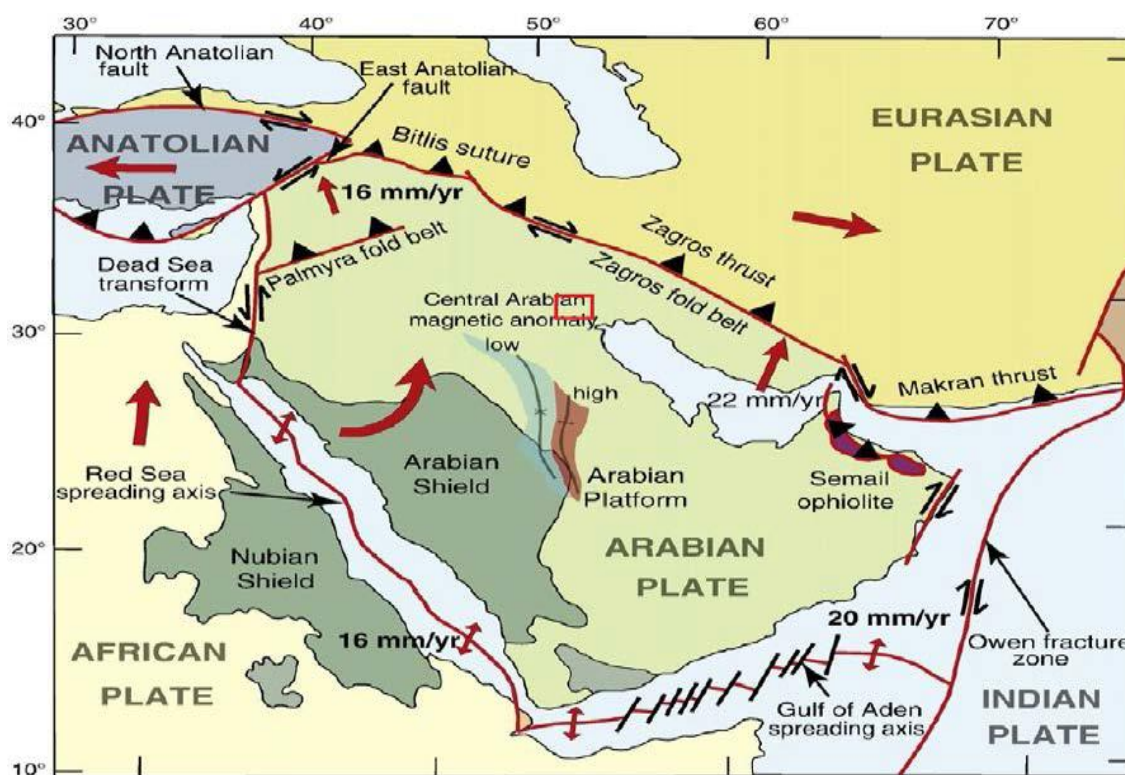 30°
40°
50°
60°
70°
North Anatolian
fault
East Anatolian
fault
40°
ANATOLIAN
PLATE
Bitlis suture
EURASIAN
PLATE
16 mm/yr
Palmyra fold belt
Dead Sea
transform
Zagros thrust
Zagros fold belt
Central Arabian
magnetic anomaly
low
high
30°
22 mm/yr
Makran thrust
Red Sea
spreading axis
Arabian
Shield
Arabian
Platform
Semail
ophiolite
20°
Nubian
Shield
ARABIAN
PLATE
16 mm/yr
20 mm/yr
AFRICAN
PLATE
Owen fracture
zone
Gulf of Aden
spreading axis
INDIAN
PLATE
10°